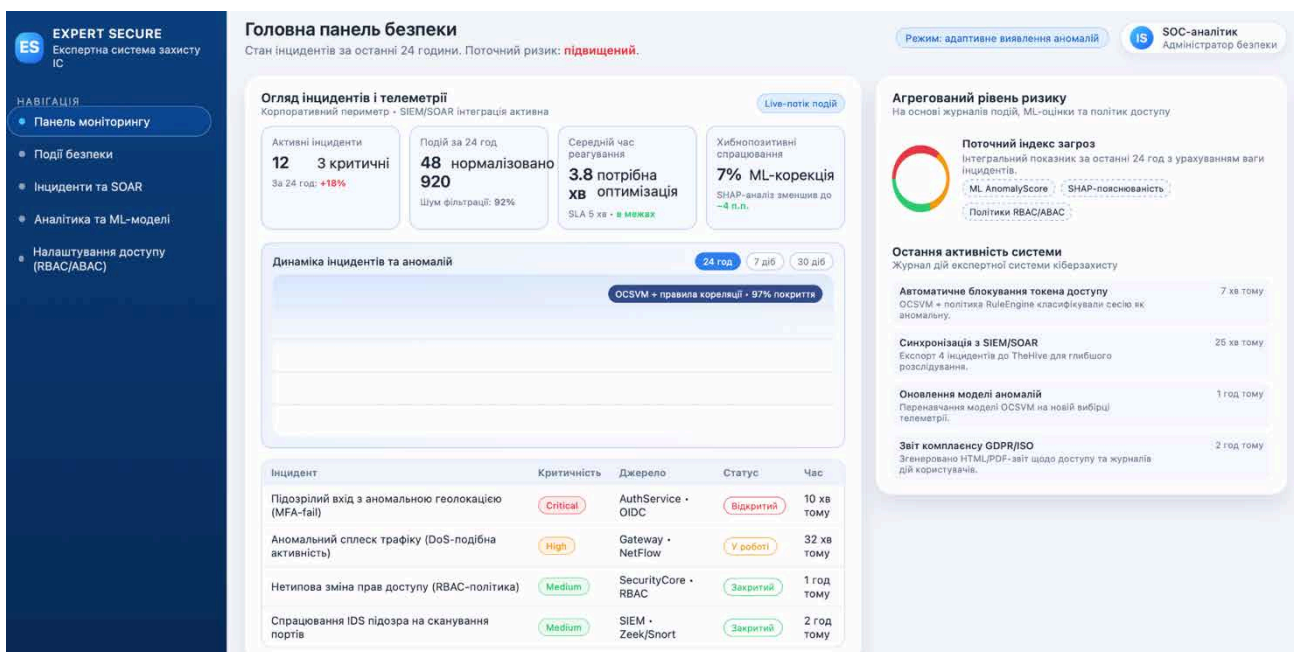 ES
EXPERT SECURE
Експертна система захисту
ІС
НАВІГАЦІЯ
Панель моніторингу
Події безпеки
Інциденти та SOAR
Аналітика та ML-моделі
Налаштування доступу
(RBAC/ABAC)
Головна панель безпеки
Стан інцидентів за останні 24 години. Поточний ризик: підвищений.
Режим: адаптивне виявлення аномалій
IS
SOC-аналітик
Адміністратор безпеки
Огляд інцидентів і телеметрії
Корпоративний периметр • SIEM/SOAR інтеграція активна
Live-потік подій
Активні інциденти
12 3 критичні
За 24 год: +18%
Подій за 24 год
48 нормалізовано
920
Шум фільтрації: 92%
Середній час
реагування
3.8 потрібна
хв оптимізація
SLA 5 хв • в межах
Хибнопозитивні
спрацювання
7% ML-корекція
SHAP-аналіз зменшив до
−4 п.п.
Динаміка інцидентів та аномалій
24 год
7 діб
30 діб
OCSVM + правила кореляції • 97% покриття
Інцидент Критичність Джерело Статус Час
Підозрілий вхід з аномальною геолокацією
(MFA-fail)
Critical
AuthService •
OIDC
Відкритий
10 хв
тому
Аномальний сплеск трафіку (DoS-подібна
активність)
High
Gateway •
NetFlow
У роботі
32 хв
тому
Нетипова зміна прав доступу (RBAC-політика)
Medium
SecurityCore •
RBAC
Закритий
1 год
тому
Спрацювання IDS підозра на сканування
портів
Medium
SIEM •
Zeek/Snort
Закритий
2 год
тому
Агрегований рівень ризику
На основі журналів подій, ML-оцінки та політик доступу
Поточний індекс загроз
Інтегральний показник за останні 24 год з урахуванням ваги
інцидентів.
ML AnomalyScore
SHAP-пояснюваність
Політики RBAC/ABAC
Остання активність системи
Журнал дій експертної системи кіберзахисту
Автоматичне блокування токена доступу
7 хв тому
OCSVM + політика RuleEngine класифікували сесію як
аномальну.
Синхронізація з SIEM/SOAR
25 хв тому
Експорт 4 інцидентів до TheHive для глибшого
розслідування.
Оновлення моделі аномалій
1 год тому
Перенавчання моделі OCSVM на новій вибірці
телеметрії.
Звіт комплаєнсу GDPR/ISO
2 год тому
Згенеровано HTML/PDF-звіт щодо доступу та журналів
дій користувачів.